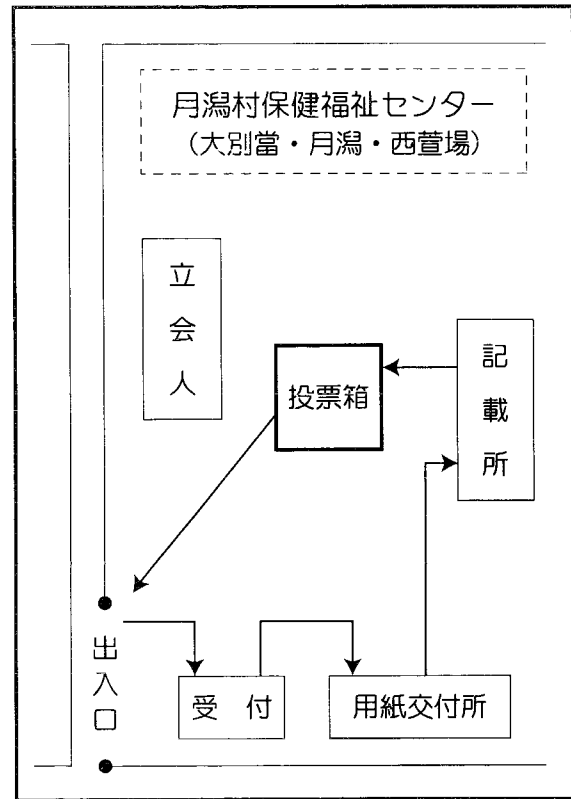 月潟村保健福祉センター
（大別當・月潟・西萱場）
立会人
投票箱
記載所
出入口
受　付
用紙交付所